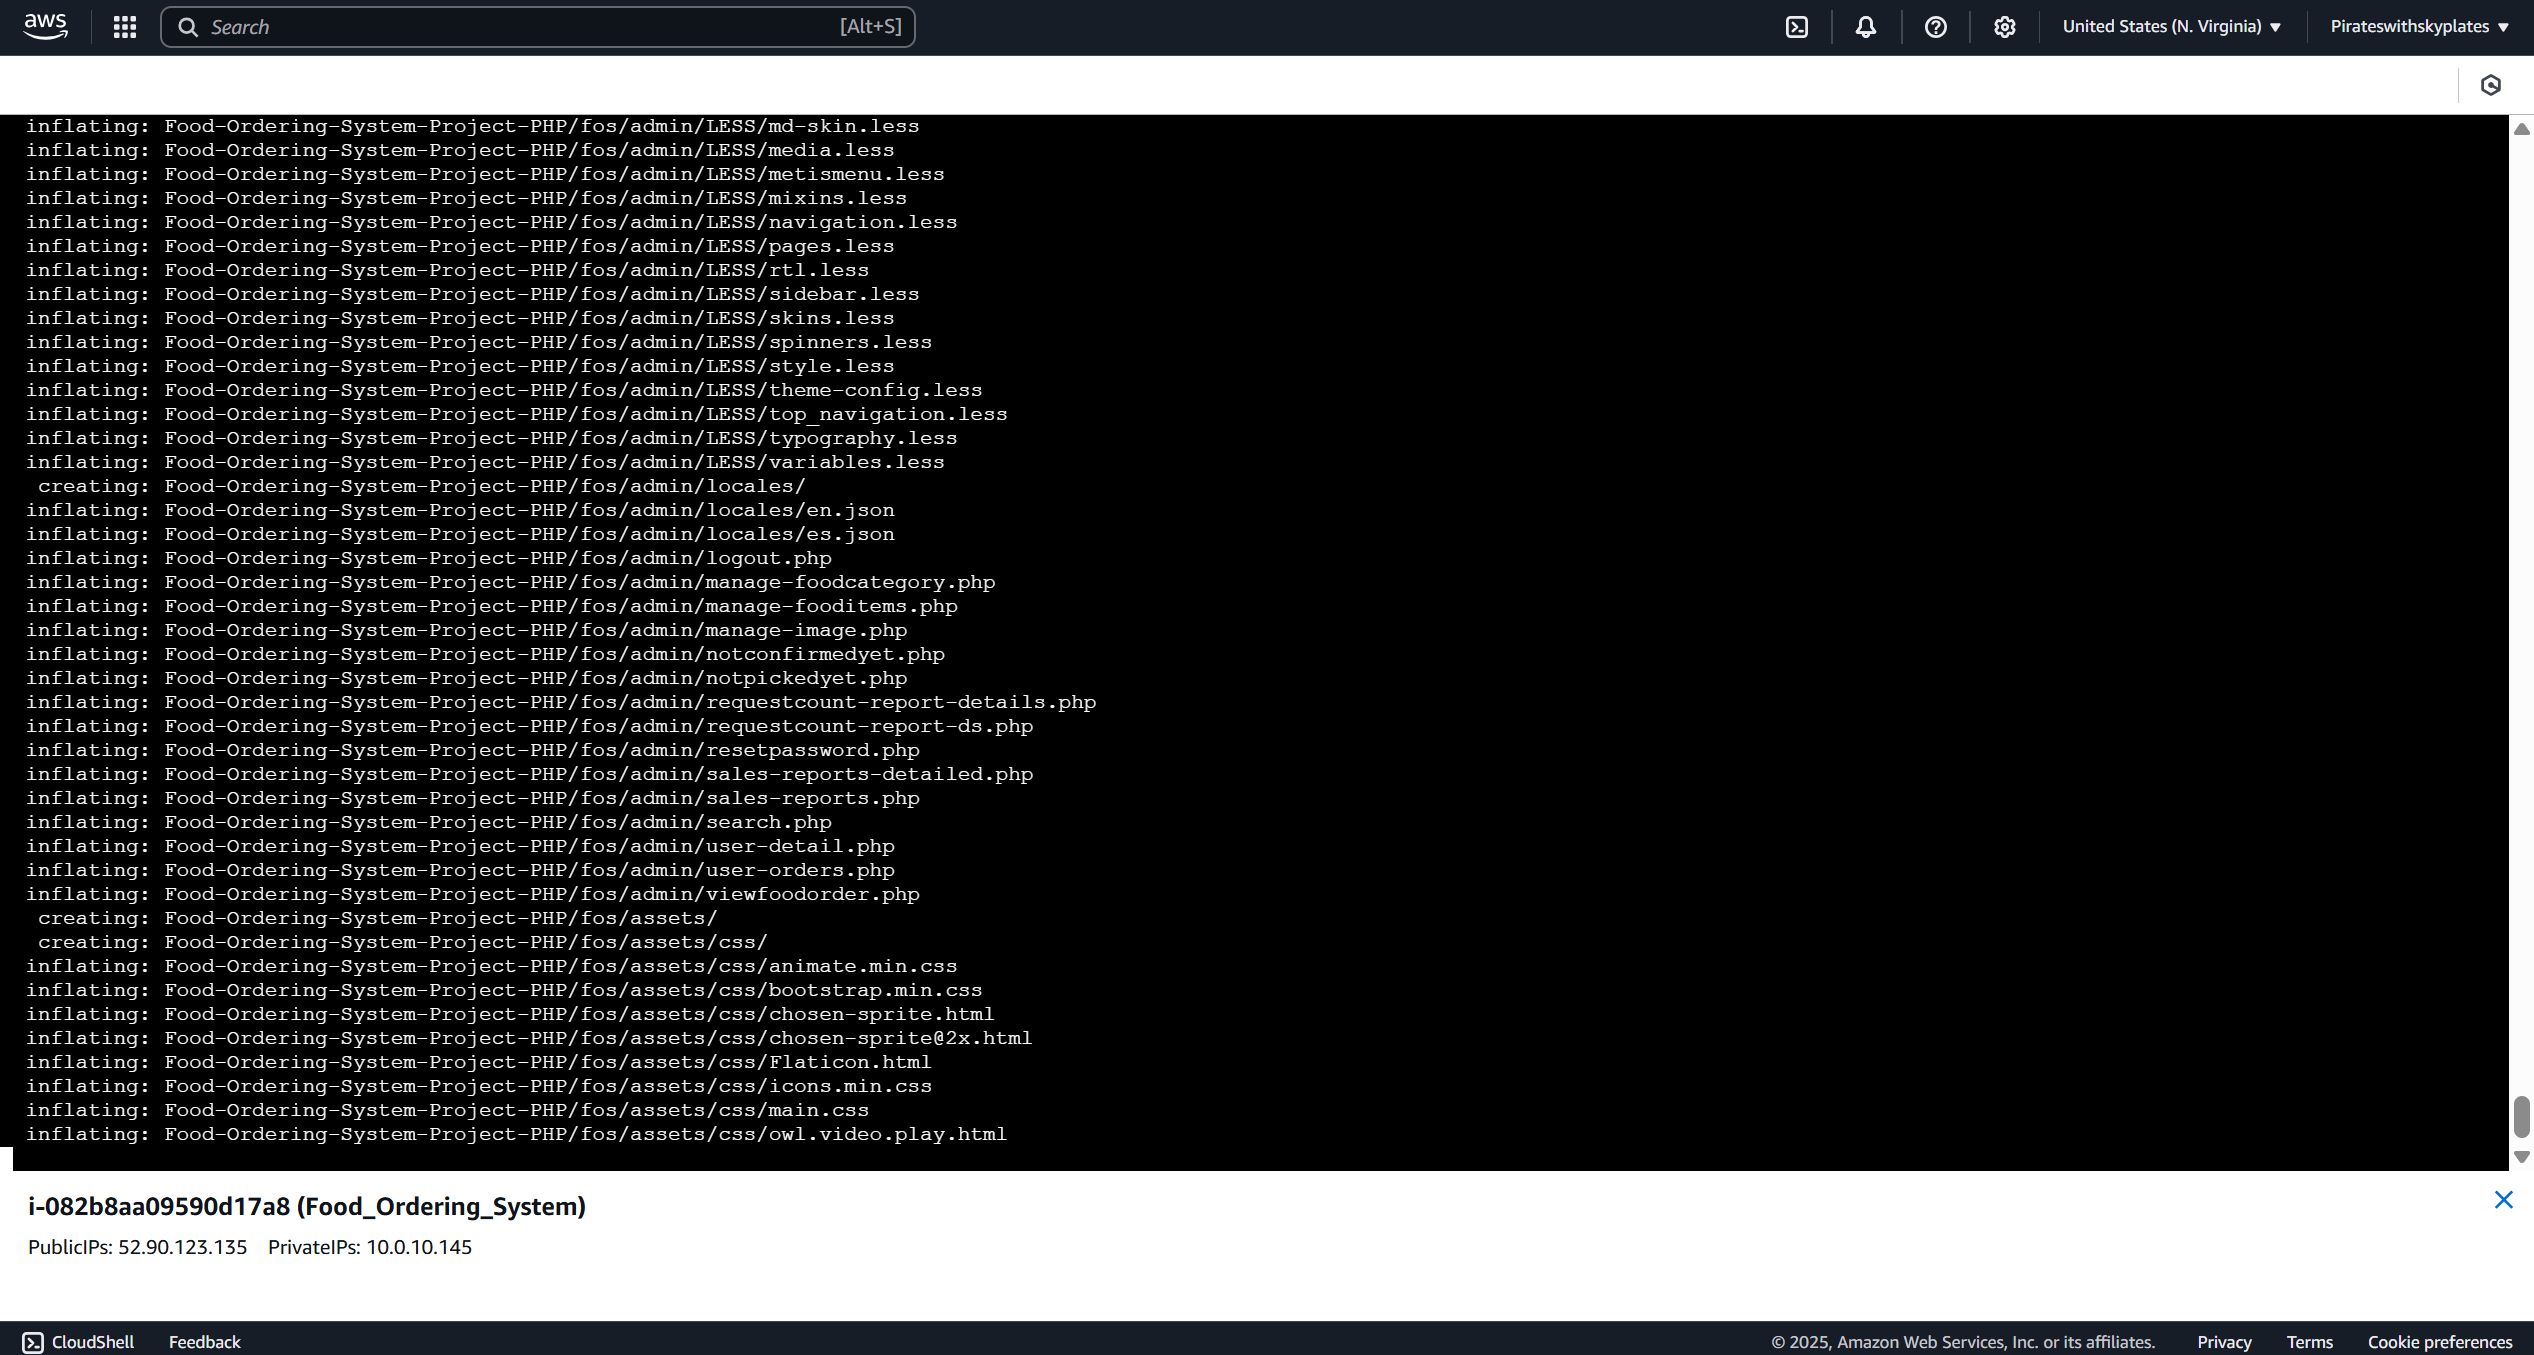 aws
Search [Alt+S]
United States (N. Virginia) Pirateswithskyplates
inflating: Food-Ordering-System-Project-PHP/fos/admin/LESS/md-skin.less
inflating: Food-Ordering-System-Project-PHP/fos/admin/LESS/media.less
inflating: Food-Ordering-System-Project-PHP/fos/admin/LESS/metismenu.less
inflating: Food-Ordering-System-Project-PHP/fos/admin/LESS/mixins.less
inflating: Food-Ordering-System-Project-PHP/fos/admin/LESS/navigation.less
inflating: Food-Ordering-System-Project-PHP/fos/admin/LESS/pages.less
inflating: Food-Ordering-System-Project-PHP/fos/admin/LESS/rtl.less
inflating: Food-Ordering-System-Project-PHP/fos/admin/LESS/sidebar.less
inflating: Food-Ordering-System-Project-PHP/fos/admin/LESS/skins.less
inflating: Food-Ordering-System-Project-PHP/fos/admin/LESS/spinners.less
inflating: Food-Ordering-System-Project-PHP/fos/admin/LESS/style.less
inflating: Food-Ordering-System-Project-PHP/fos/admin/LESS/theme-config.less
inflating: Food-Ordering-System-Project-PHP/fos/admin/LESS/top_navigation.less
inflating: Food-Ordering-System-Project-PHP/fos/admin/LESS/typography.less
inflating: Food-Ordering-System-Project-PHP/fos/admin/LESS/variables.less
creating: Food-Ordering-System-Project-PHP/fos/admin/locales/
inflating: Food-Ordering-System-Project-PHP/fos/admin/locales/en.json
inflating: Food-Ordering-System-Project-PHP/fos/admin/locales/es.json
inflating: Food-Ordering-System-Project-PHP/fos/admin/logout.php
inflating: Food-Ordering-System-Project-PHP/fos/admin/manage-foodcategory.php
inflating: Food-Ordering-System-Project-PHP/fos/admin/manage-fooditems.php
inflating: Food-Ordering-System-Project-PHP/fos/admin/manage-image.php
inflating: Food-Ordering-System-Project-PHP/fos/admin/notconfirmedyet.php
inflating: Food-Ordering-System-Project-PHP/fos/admin/notpickedyet.php
inflating: Food-Ordering-System-Project-PHP/fos/admin/requestcount-report-details.php
inflating: Food-Ordering-System-Project-PHP/fos/admin/requestcount-report-ds.php
inflating: Food-Ordering-System-Project-PHP/fos/admin/resetpassword.php
inflating: Food-Ordering-System-Project-PHP/fos/admin/sales-reports-detailed.php
inflating: Food-Ordering-System-Project-PHP/fos/admin/sales-reports.php
inflating: Food-Ordering-System-Project-PHP/fos/admin/search.php
inflating: Food-Ordering-System-Project-PHP/fos/admin/user-detail.php
inflating: Food-Ordering-System-Project-PHP/fos/admin/user-orders.php
inflating: Food-Ordering-System-Project-PHP/fos/admin/viewfoodorder.php
creating: Food-Ordering-System-Project-PHP/fos/assets/
creating: Food-Ordering-System-Project-PHP/fos/assets/css/
inflating: Food-Ordering-System-Project-PHP/fos/assets/css/animate.min.css
inflating: Food-Ordering-System-Project-PHP/fos/assets/css/bootstrap.min.css
inflating: Food-Ordering-System-Project-PHP/fos/assets/css/chosen-sprite.html
inflating: Food-Ordering-System-Project-PHP/fos/assets/css/chosen-sprite@2x.html
inflating: Food-Ordering-System-Project-PHP/fos/assets/css/Flaticon.html
inflating: Food-Ordering-System-Project-PHP/fos/assets/css/icons.min.css
inflating: Food-Ordering-System-Project-PHP/fos/assets/css/main.css
inflating: Food-Ordering-System-Project-PHP/fos/assets/css/owl.video.play.html
i-082b8aa09590d17a8 (Food_Ordering_System)
PublicIPs: 52.90.123.135 PrivateIPs: 10.0.10.145
CloudShell Feedback © 2025, Amazon Web Services, Inc. or its affiliates. Privacy Terms Cookie preferences